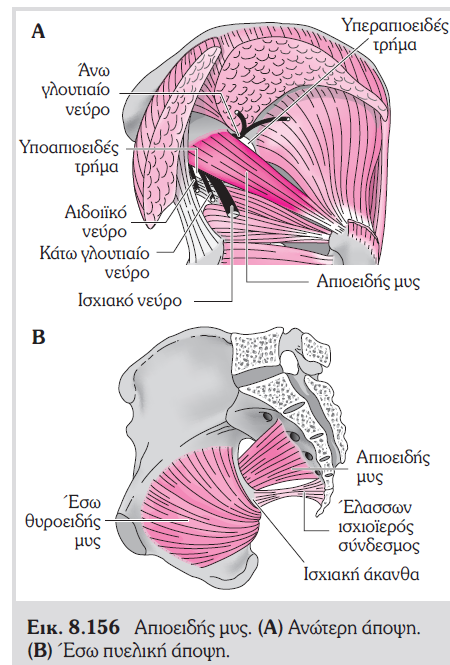 A
Υπεραπιοειδές
τρήμα
Άνω
γλουτιαίο
νεύρο
Υποαπιοειδές
τρήμα
Αιδοιϊκό
νεύρο
Κάτω γλουτιαίο
νεύρο
Ισχιακό νεύρο
Απιοειδής μυς
B
Απιοειδής
μυς
Έσω
θυροειδής
μυς
Έλασσων
ισχιοϊερός
σύνδεσμος
Ισχιακή άκανθα
Εικ. 8.156 Απιοειδής μυς. (A) Ανώτερη άποψη.
(B) Έσω πυελική άποψη.